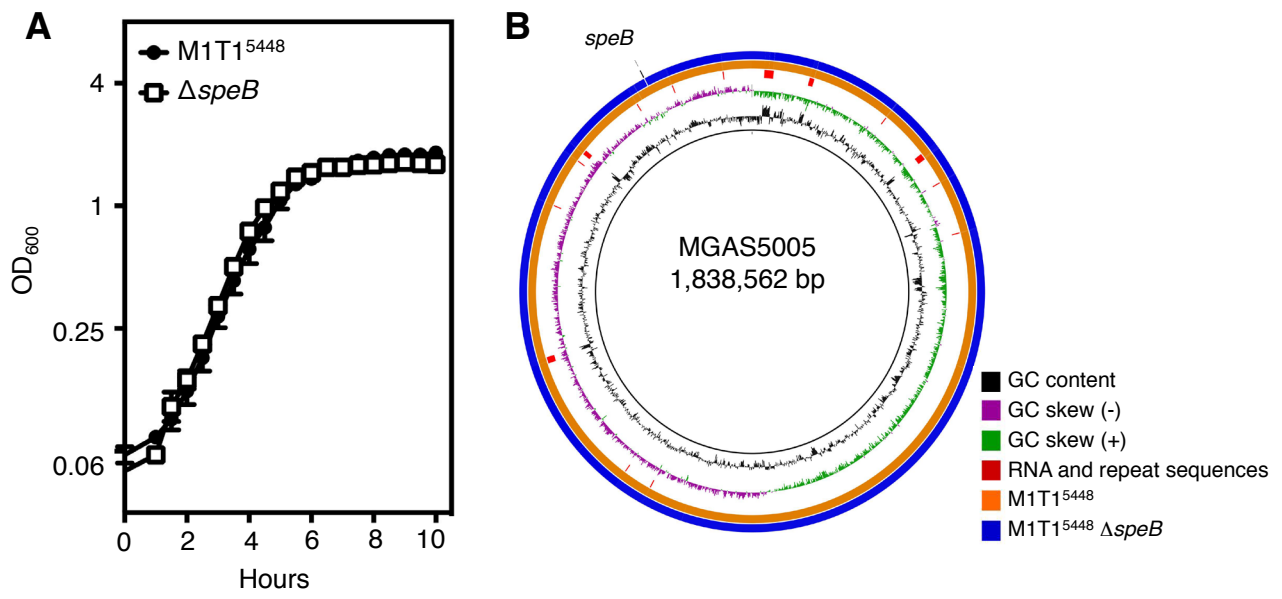 A
M1T1⁵⁴⁴⁸
ΔspeB
4
1
0.25
0.06
OD₆₀₀
0 2 4 6 8 10
Hours
B
speB
MGAS5005
1,838,562 bp
GC content
GC skew (-)
GC skew (+)
RNA and repeat sequences
M1T1⁵⁴⁴⁸
M1T1⁵⁴⁴⁸ ΔspeB